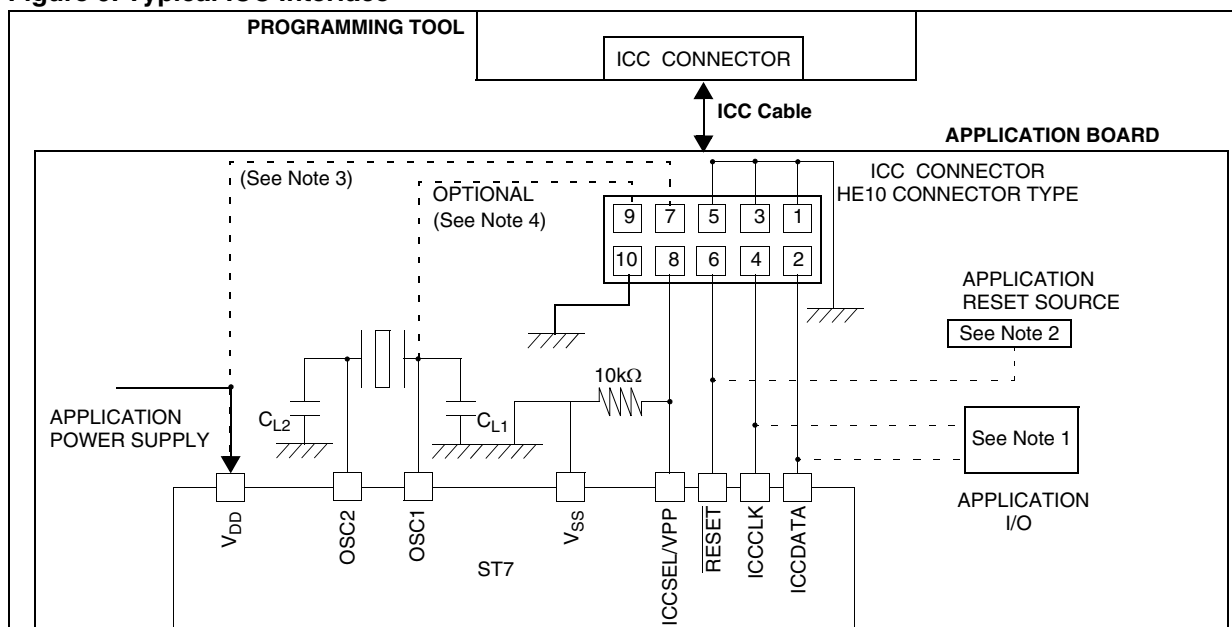 Figure 6. Typical ICC Interface
PROGRAMMING TOOL
ICC CONNECTOR
ICC Cable
APPLICATION BOARD
(See Note 3)
OPTIONAL
(See Note 4)
ICC CONNECTOR
HE10 CONNECTOR TYPE
9 7 5 3 1
10 8 6 4 2
APPLICATION
RESET SOURCE
See Note 2
10kΩ
APPLICATION
POWER SUPPLY
CL2
CL1
See Note 1
APPLICATION
I/O
VDD
OSC2
OSC1
VSS
ICCSEL/VPP
RESET
ICCCLK
ICCDATA
ST7